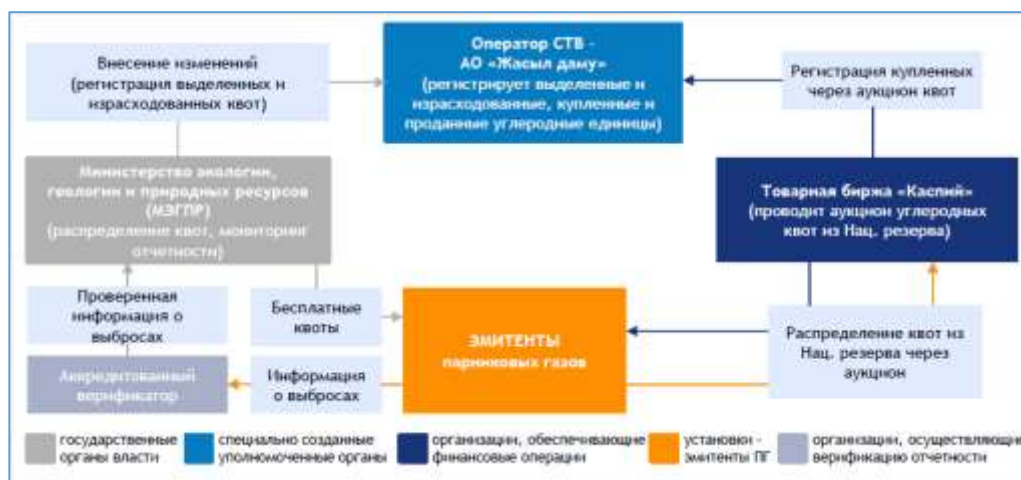 Внесение изменений
(регистрация выделенных и
израсходованных квот)
Оператор СТВ -
АО «Жасыл даму»
(регистрирует выделенные и
израсходованные, купленные и
проданные углеродные единицы)
Регистрация купленных
через аукцион квот
Министерство экологии,
геологии и природных ресурсов
(МЭГПР)
(распределение квот, мониторинг
отчетности)
Товарная биржа «Каспий»
(проводит аукцион углеродных
квот из Нац. резерва)
Проверенная
информация о
выбросах
Бесплатные
квоты
ЭМИТЕНТЫ
парниковых газов
Распределение квот из
Нац. резерва через
аукцион
Аккредитованный
верификатор
Информация
о выбросах
государственные
органы власти
специально созданные
уполномоченные органы
организации, обеспечивающие
финансовые операции
установки -
эмитенты ПГ
организации, осуществляющие
верификацию отчетности